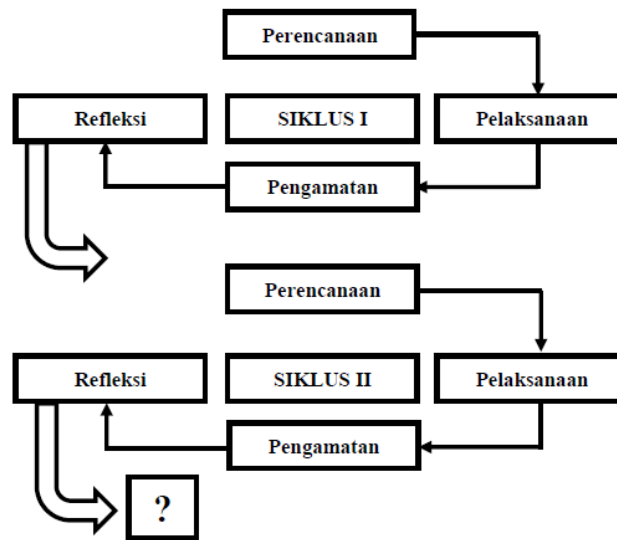 Perencanaan
Refleksi
SIKLUS I
Pelaksanaan
Pengamatan
Perencanaan
Refleksi
SIKLUS II
Pelaksanaan
Pengamatan
?